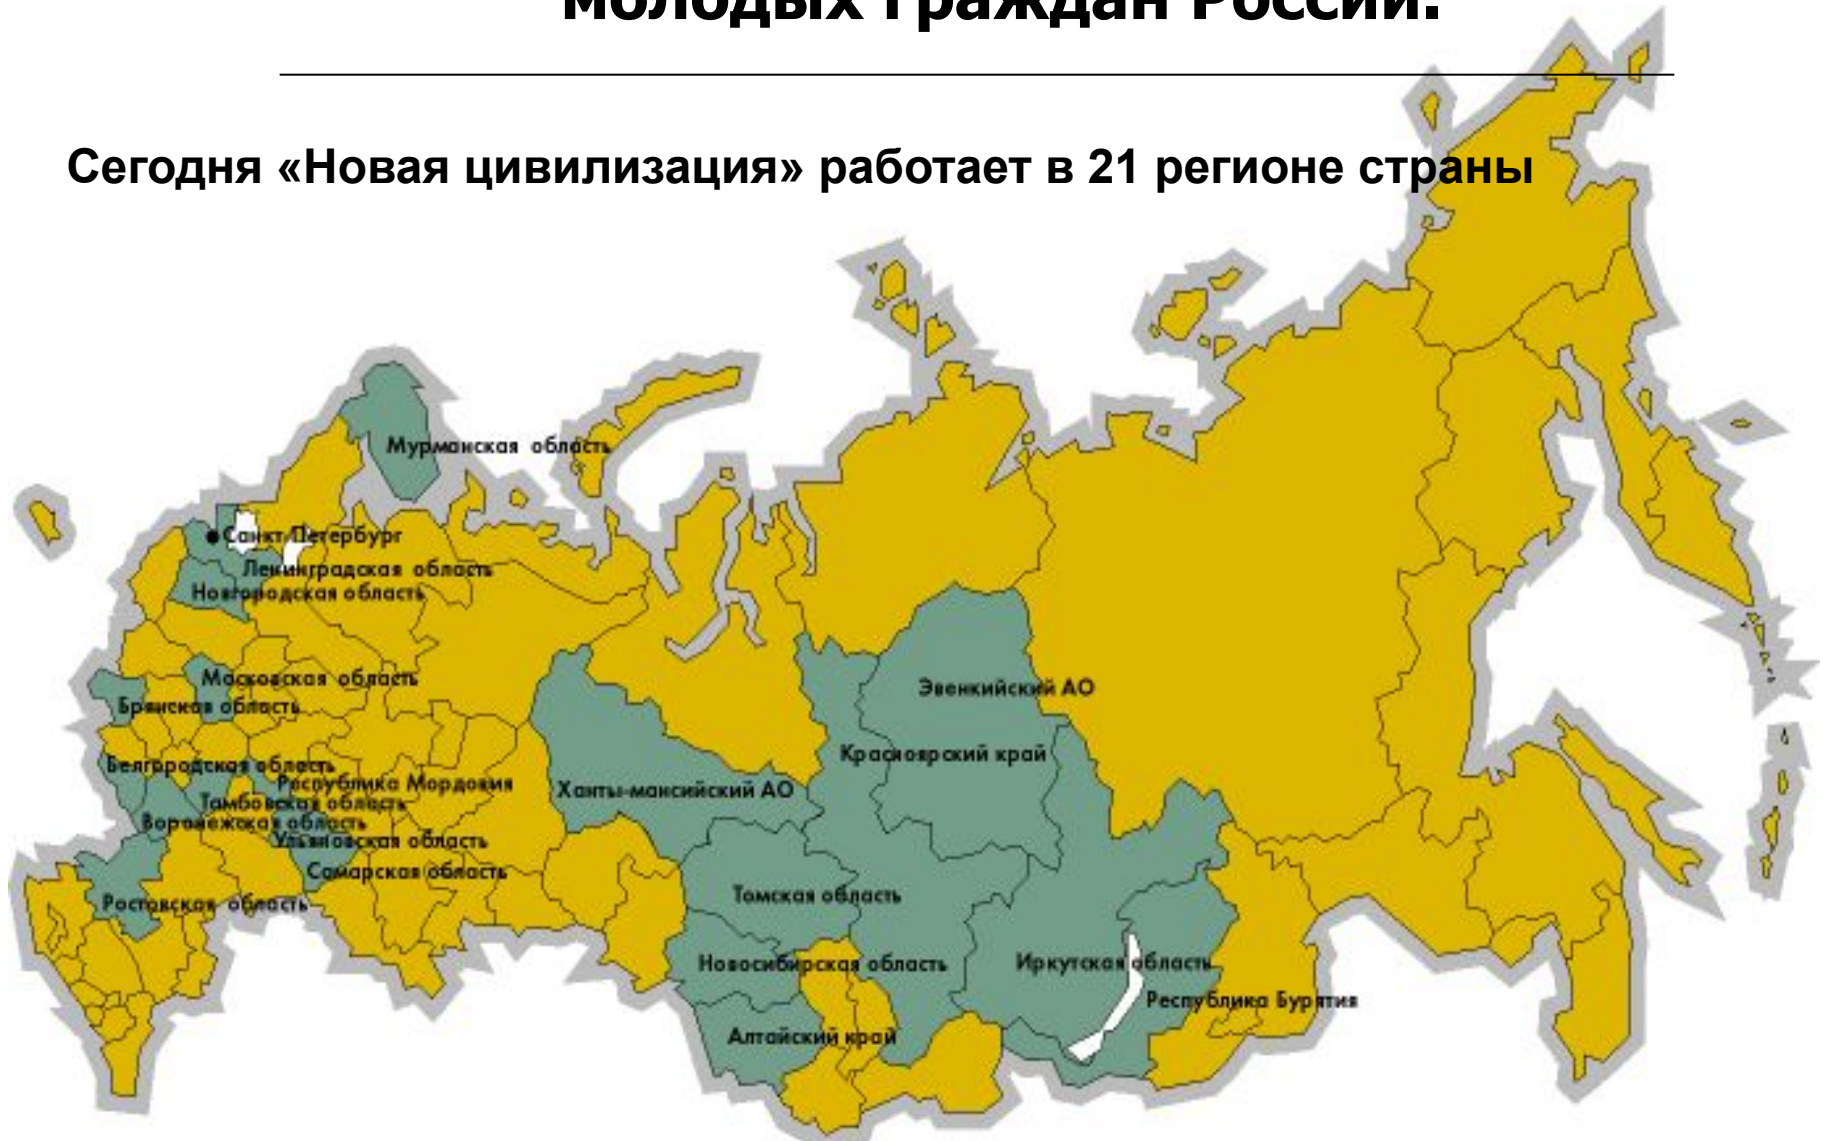 молодых граждан России.
Сегодня «Новая цивилизация» работает в 21 регионе страны
Мурманская область
Санкт Петербург
Ленинградская область
Новгородская область
Московская область
Брянская область
Эвенкийский АО
Красноярский край
Белгородская область
Республика Мордовия
Ханты-мансийский АО
Тамбовская область
Воронежская область
Ульяновская область
Самарская область
Ростовская область
Томская область
Новосибирская область
Иркутская область
Республика Бурятия
Алтайский край